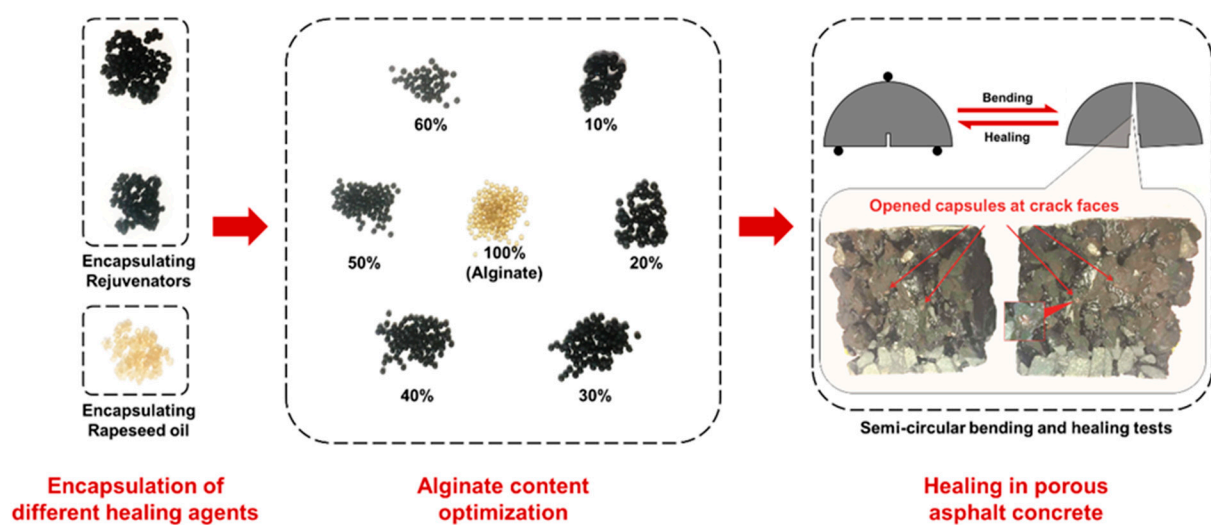 Encapsulating
Rejuvenators
Encapsulating
Rapeseed oil
Encapsulation of
different healing agents
60%
10%
50%
100%
(Alginate)
20%
40%
30%
Alginate content
optimization
Bending
Healing
Opened capsules at crack faces
Semi-circular bending and healing tests
Healing in porous
asphalt concrete